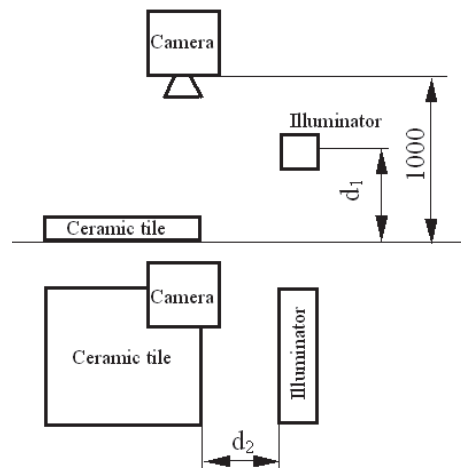 Camera
Illuminator
1000
d₁
Ceramic tile
Camera
Ceramic tile
Illuminator
d₂